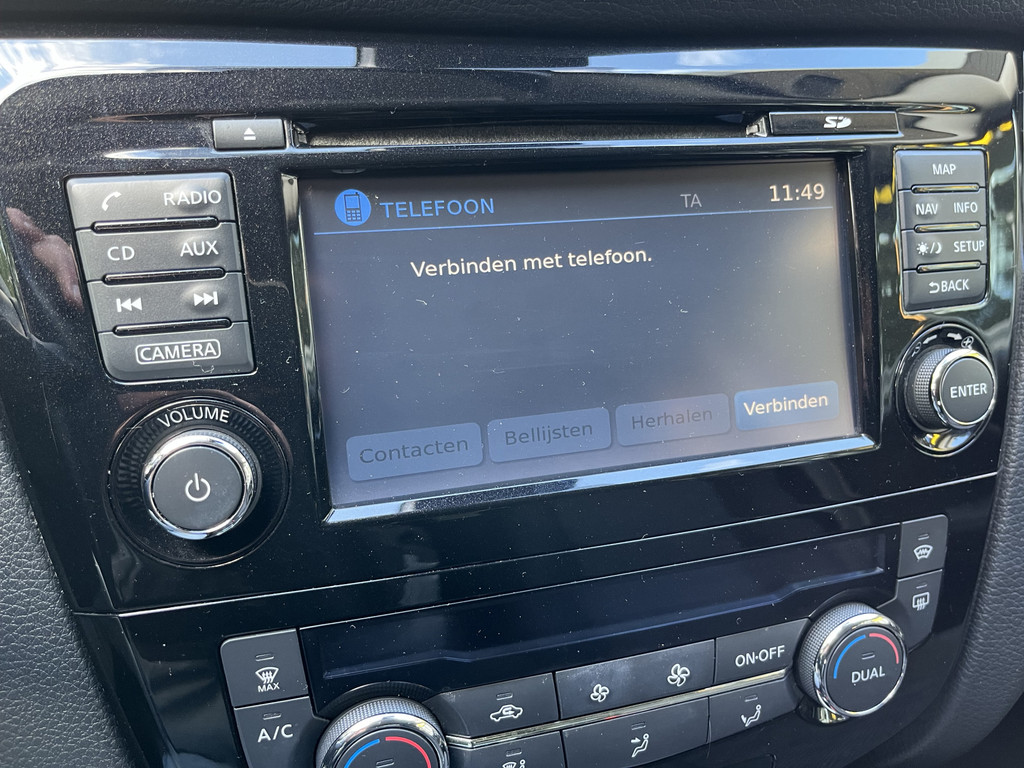 SD
RADIO
CD AUX
CAMERA
VOLUME
TELEFOON TA 11:49
Verbinden met telefoon.
Contacten Bellijsten Herhalen Verbinden
MAP
NAV INFO
SETUP
BACK
ENTER
MAX
A/C
ON-OFF
DUAL